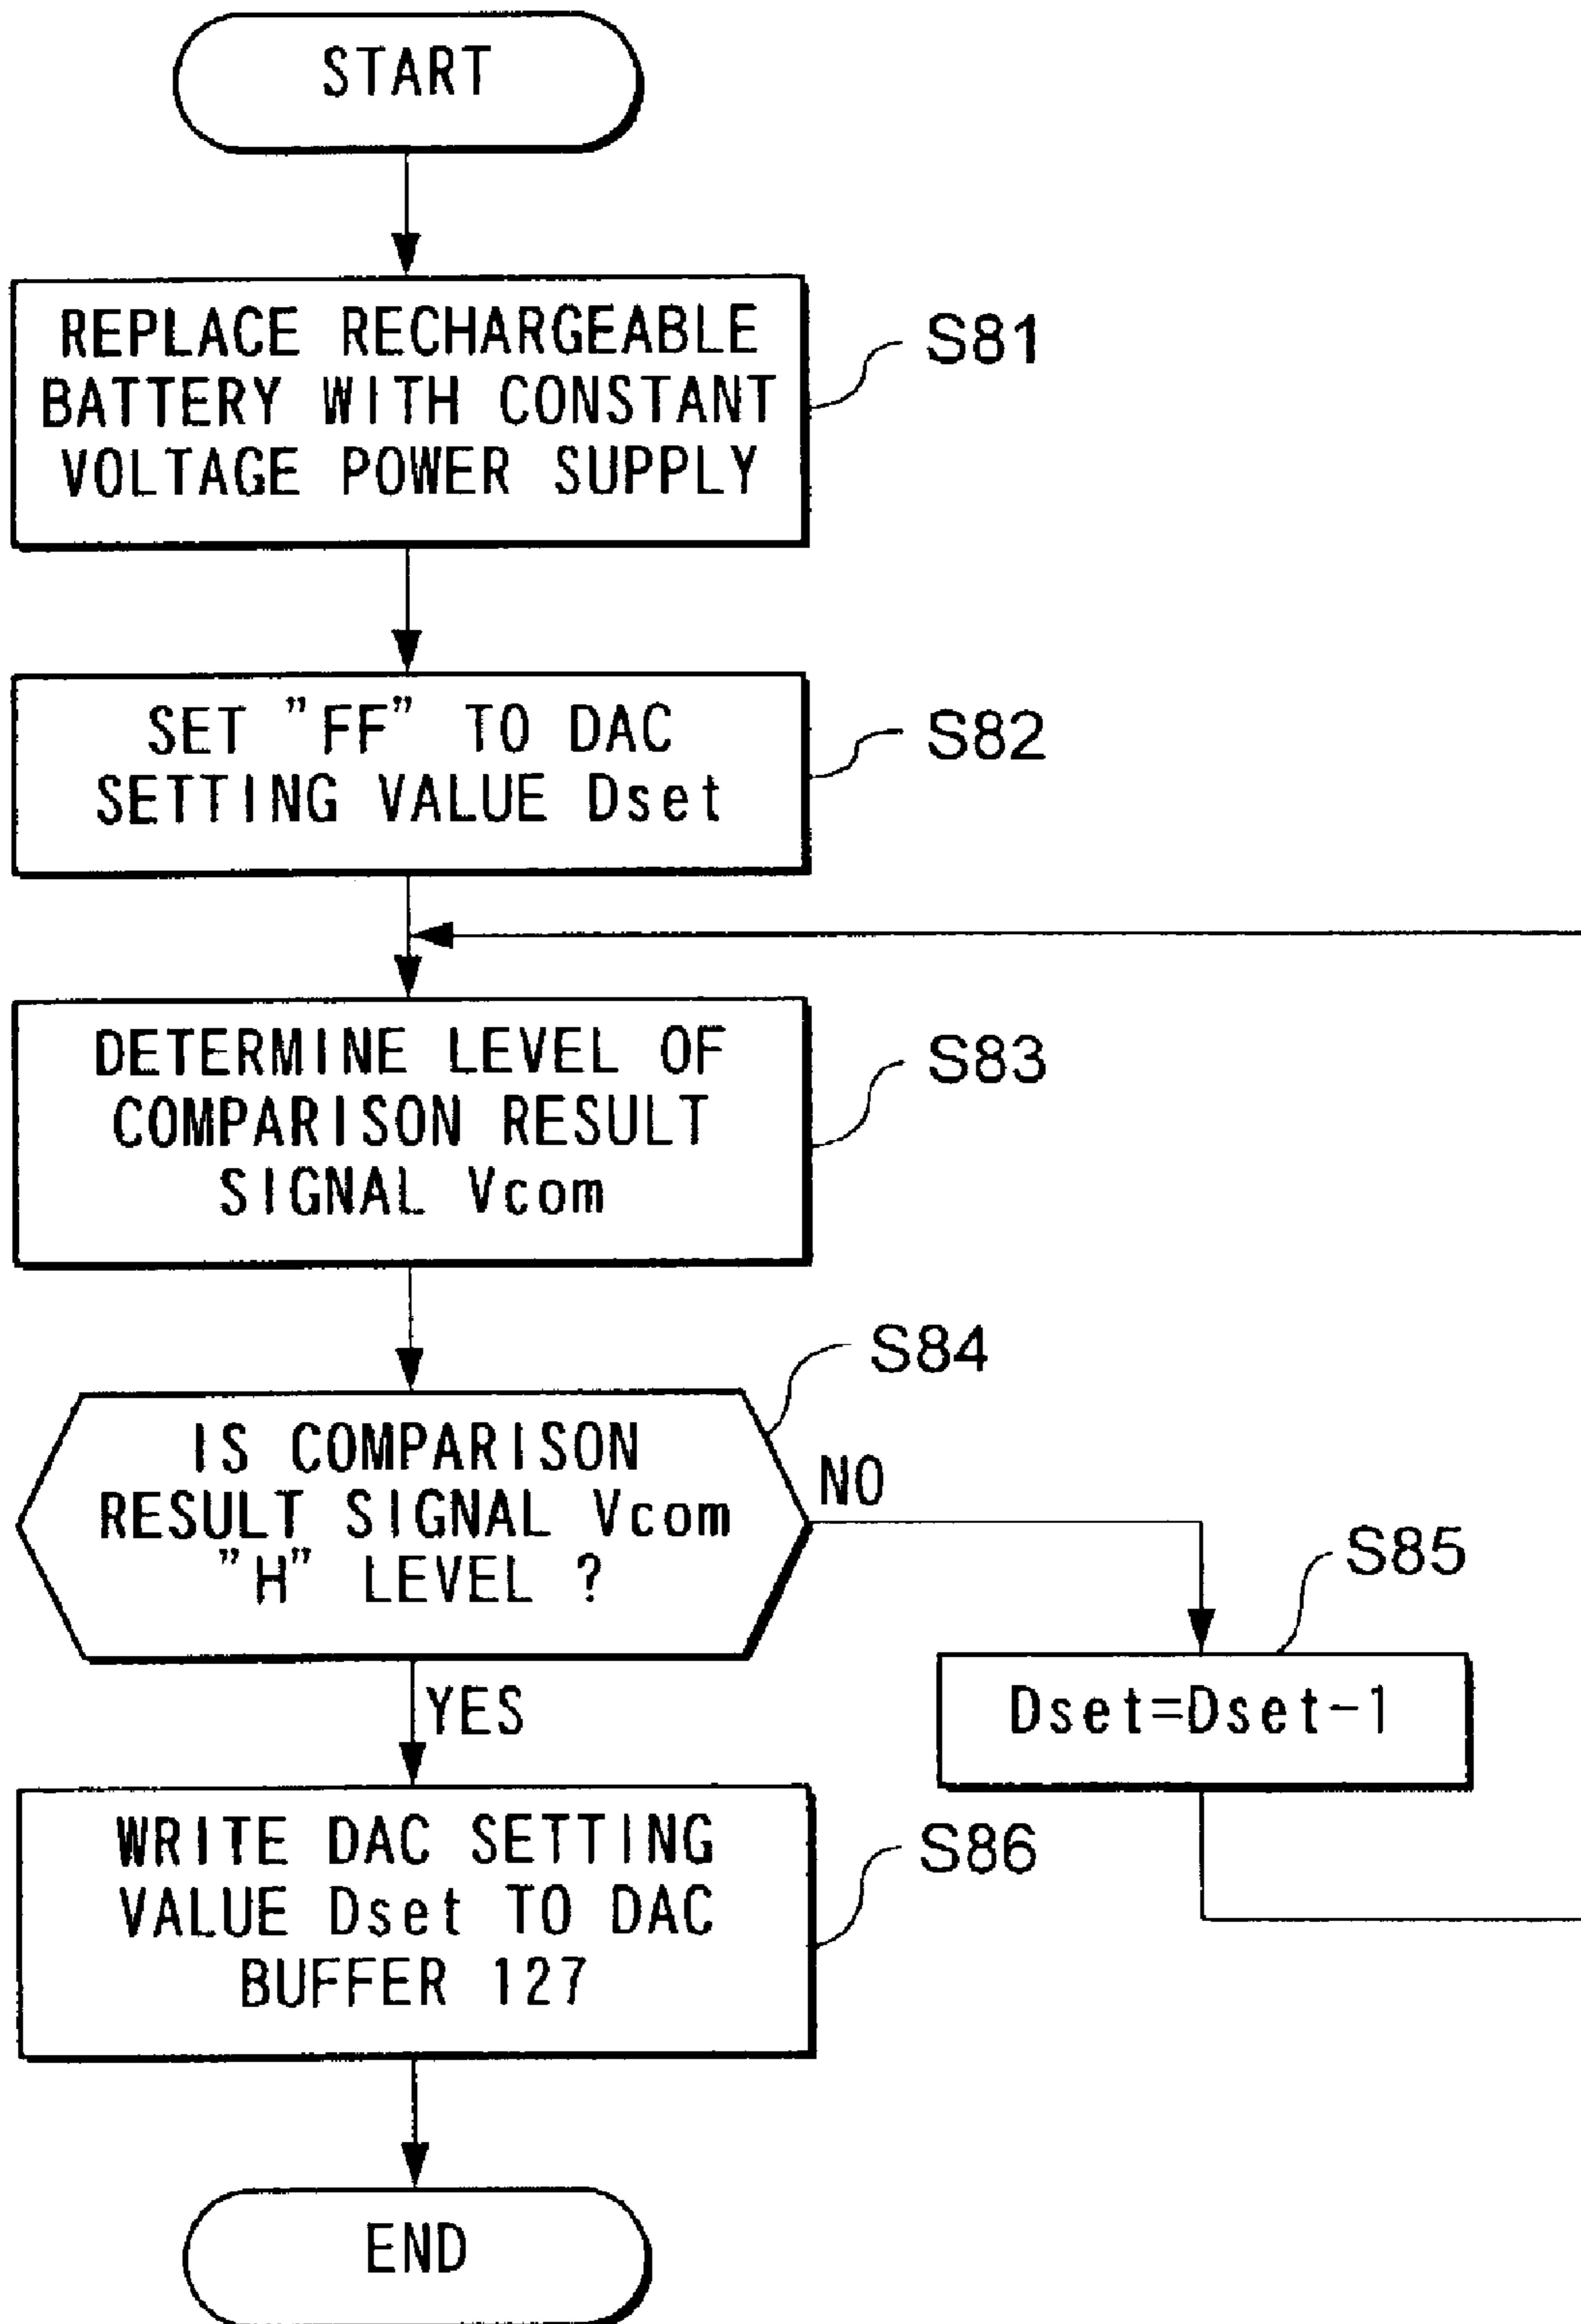 START
REPLACE RECHARGEABLE
BATTERY WITH CONSTANT
VOLTAGE POWER SUPPLY
S81
SET "FF" TO DAC
SETTING VALUE Dset
S82
DETERMINE LEVEL OF
COMPARISON RESULT
SIGNAL Vcom
S83
IS COMPARISON
RESULT SIGNAL Vcom
"H" LEVEL ?
S84
NO
S85
Dset=Dset-1
YES
WRITE DAC SETTING
VALUE Dset TO DAC
BUFFER 127
S86
END